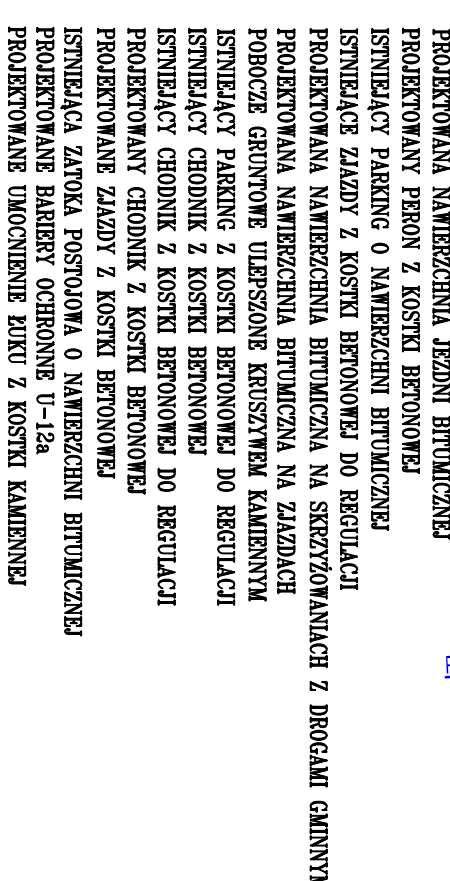 PROJEKTOWANA NAWIERZCHNIA JEZDNI BITUMICZNEJ
PROJEKTOWANY PERON Z KOSTKI BETONOWEJ
ISTNIEJĄCY PARKING O NAWIERZCHNI BITUMICZNEJ
ISTNIEJĄCE ZJAZDY Z KOSTKI BETONOWEJ DO REGULACJI
PROJEKTOWANA NAWIERZCHNIA BITUMICZNA NA SKRZYŻOWANIACH Z DROGAMI
PROJEKTOWANA NAWIERZCHNIA BITUMICZNA NA ZJAZDACH
POBOCZE GRUNTOWE ULEPSZONE KRUSZYWEM KAMIENNYM
ISTNIEJĄCY PARKING Z KOSTKI BETONOWEJ DO REGULACJI
ISTNIEJĄCY CHODNIK Z KOSTKI BETONOWEJ
ISTNIEJĄCY CHODNIK Z KOSTKI BETONOWEJ DO REGULACJI
PROJEKTOWANY CHODNIK Z KOSTKI BETONOWEJ
PROJEKTOWANE ZJAZDY Z KOSTKI BETONOWEJ
ISTNIEJĄCA ZATOKA POSTOJOWA O NAWIERZCHNI BITUMICZNEJ
PROJEKTOWANE BARIERY OCHRONNE U-12a
PROJEKTOWANE UMOCNIENIE ŁUKU Z KOSTKI KAMIENNEJ